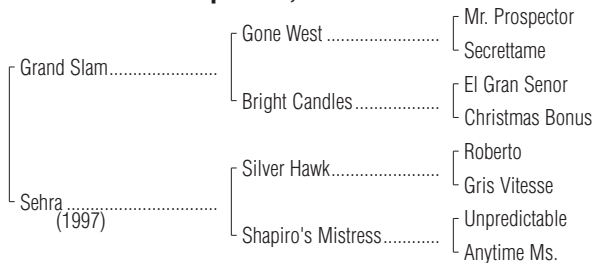 Mr. Prospector
Gone West ....................
Secrettame
Grand Slam.......................
El Gran Senor
Bright Candles ..................
Christmas Bonus
Roberto
Silver Hawk.......................
Gris Vitesse
Sehra ................................
(1997)
Unpredictable
Shapiro's Mistress............
Anytime Ms.